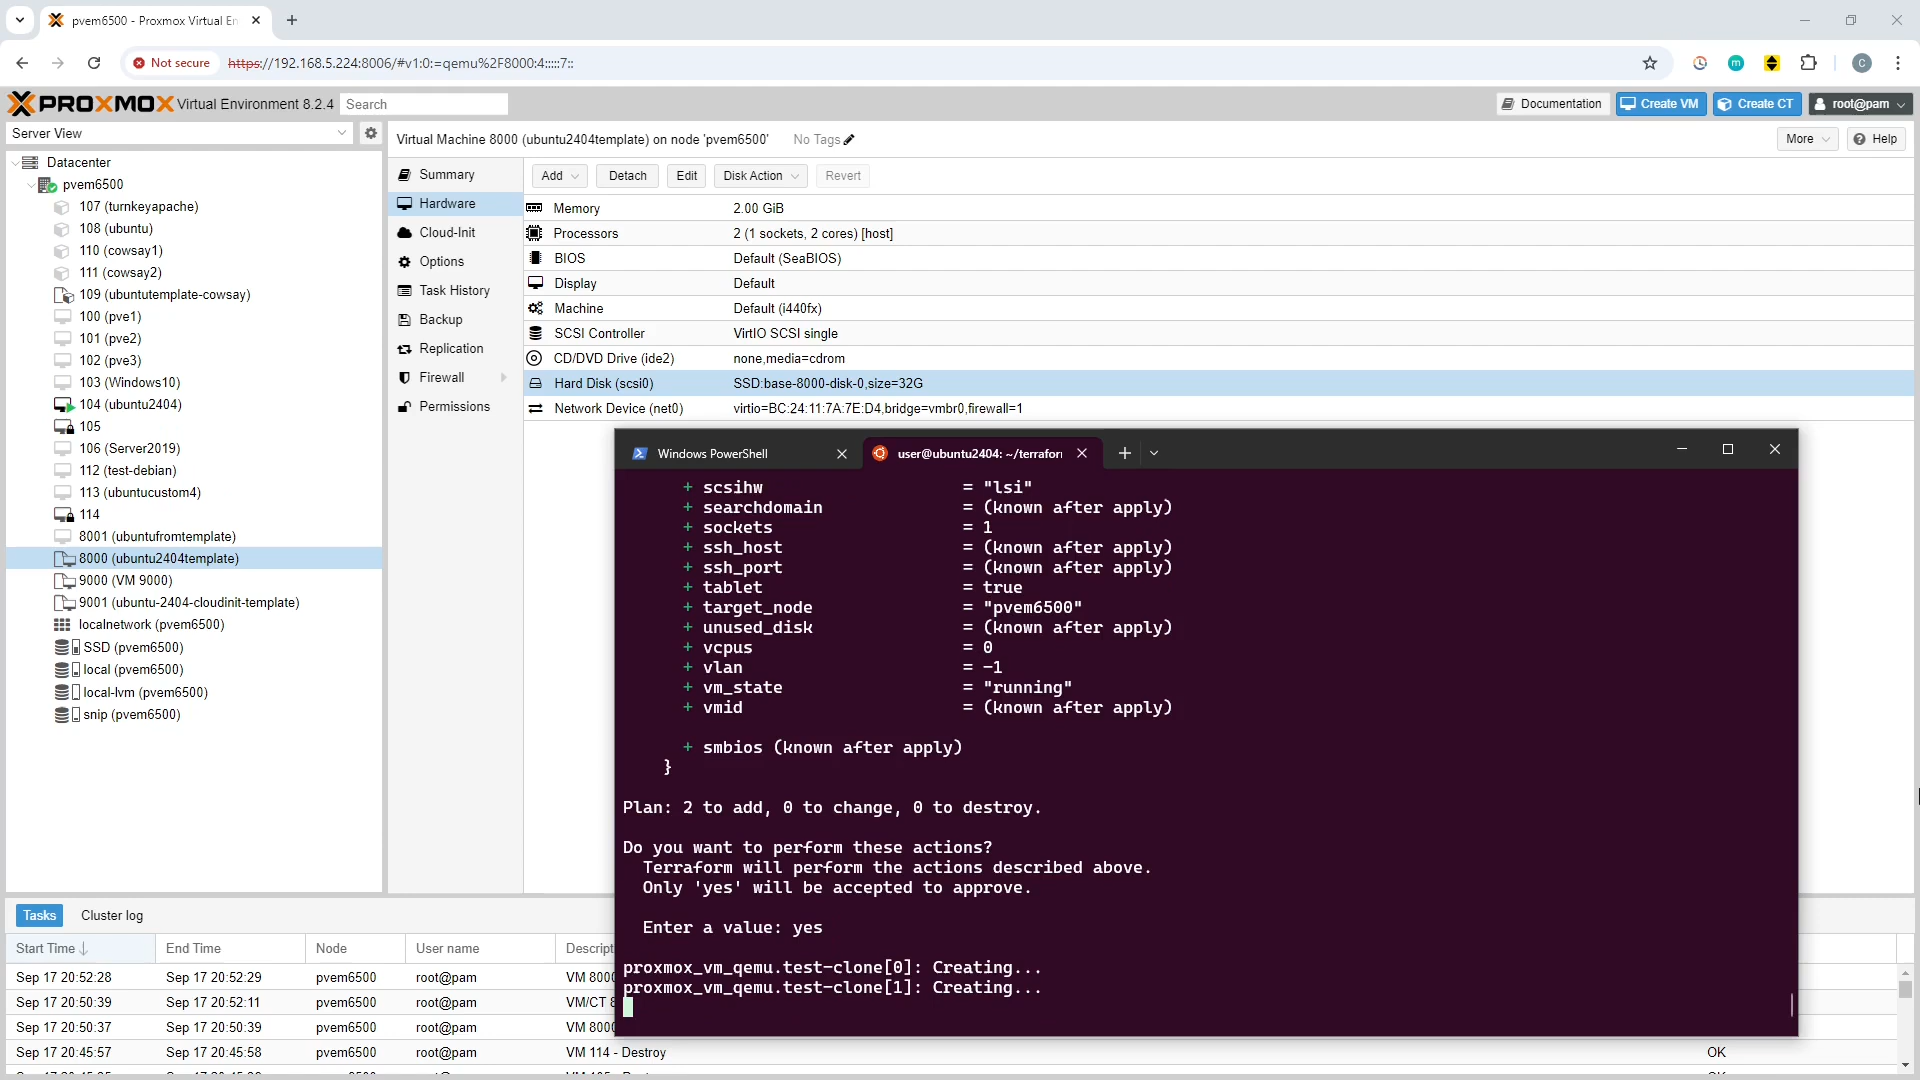 pvem6500 - Proxmox Virtual En
Not secure
https://192.168.5.224:8006/#v1:0:=qemu%2F8000:4:::::7::
C
PROXMOX Virtual Environment 8.2.4
Search
Documentation
Create VM
Create CT
root@pam
Server View
Virtual Machine 8000 (ubuntu2404template) on node 'pvem6500'
No Tags
More
Help
Datacenter
pvem6500
107 (turnkeyapache)
108 (ubuntu)
110 (cowsay1)
111 (cowsay2)
109 (ubuntutemplate-cowsay)
100 (pve1)
101 (pve2)
102 (pve3)
103 (Windows10)
104 (ubuntu2404)
105
106 (Server2019)
112 (test-debian)
113 (ubuntucustom4)
114
8001 (ubuntufromtemplate)
8000 (ubuntu2404template)
9000 (VM 9000)
9001 (ubuntu-2404-cloudinit-template)
localnetwork (pvem6500)
SSD (pvem6500)
local (pvem6500)
local-lvm (pvem6500)
snip (pvem6500)
Summary
Hardware
Cloud-Init
Options
Task History
Backup
Replication
Firewall
Permissions
Add
Detach
Edit
Disk Action
Revert
Memory 2.00 GiB
Processors 2 (1 sockets, 2 cores) [host]
BIOS Default (SeaBIOS)
Display Default
Machine Default (i440fx)
SCSI Controller VirtIO SCSI single
CD/DVD Drive (ide2) none,media=cdrom
Hard Disk (scsi0) SSD:base-8000-disk-0,size=32G
Network Device (net0) virtio=BC:24:11:7A:7E:D4,bridge=vmbr0,firewall=1
Windows PowerShell
user@ubuntu2404: ~/terraforr
+ scsihw = "lsi"
+ searchdomain = (known after apply)
+ sockets = 1
+ ssh_host = (known after apply)
+ ssh_port = (known after apply)
+ tablet = true
+ target_node = "pvem6500"
+ unused_disk = (known after apply)
+ vcpus = 0
+ vlan = -1
+ vm_state = "running"
+ vmid = (known after apply)
+ smbios (known after apply)
}
Plan: 2 to add, 0 to change, 0 to destroy.
Do you want to perform these actions?
Terraform will perform the actions described above.
Only 'yes' will be accepted to approve.
Enter a value: yes
proxmox_vm_qemu.test-clone[0]: Creating...
proxmox_vm_qemu.test-clone[1]: Creating...
Tasks
Cluster log
Start Time End Time Node User name Descript
Sep 17 20:52:28 Sep 17 20:52:29 pvem6500 root@pam VM 8000
Sep 17 20:50:39 Sep 17 20:52:11 pvem6500 root@pam VM/CT 8
Sep 17 20:50:37 Sep 17 20:50:39 pvem6500 root@pam VM 8000
Sep 17 20:45:57 Sep 17 20:45:58 pvem6500 root@pam VM 114 - Destroy OK